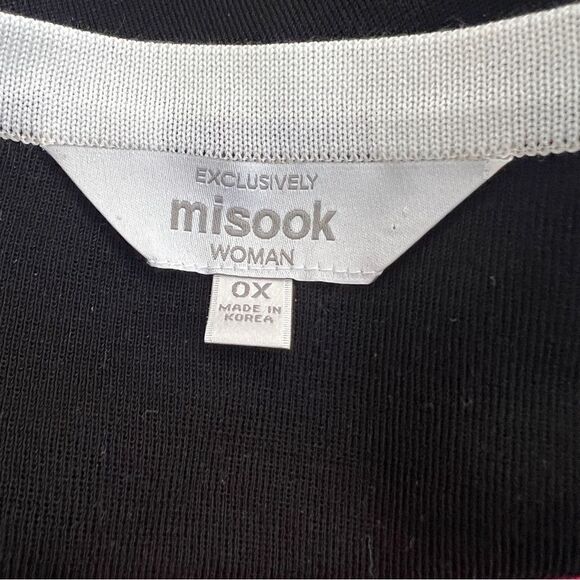 EXCLUSIVELY
misook
WOMAN
0X
MADE IN
KOREA